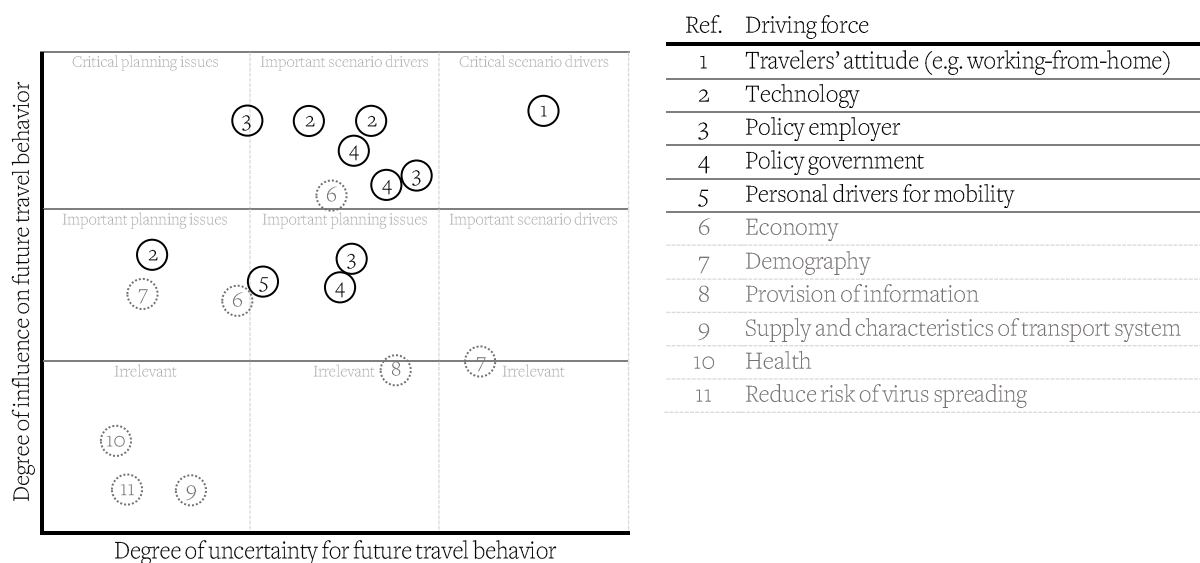 Degree of influence on future travel behavior
Critical planning issues
Important scenario drivers
Critical scenario drivers
1
3
2
2
4
3
4
6
Important planning issues
Important planning issues
Important scenario drivers
2
3
5
4
7
6
Irrelevant
Irrelevant
8
7
Irrelevant
10
11
9
Degree of uncertainty for future travel behavior
Ref. Driving force
1 Travelers’ attitude (e.g. working-from-home)
2 Technology
3 Policy employer
4 Policy government
5 Personal drivers for mobility
6 Economy
7 Demography
8 Provision of information
9 Supply and characteristics of transport system
10 Health
11 Reduce risk of virus spreading